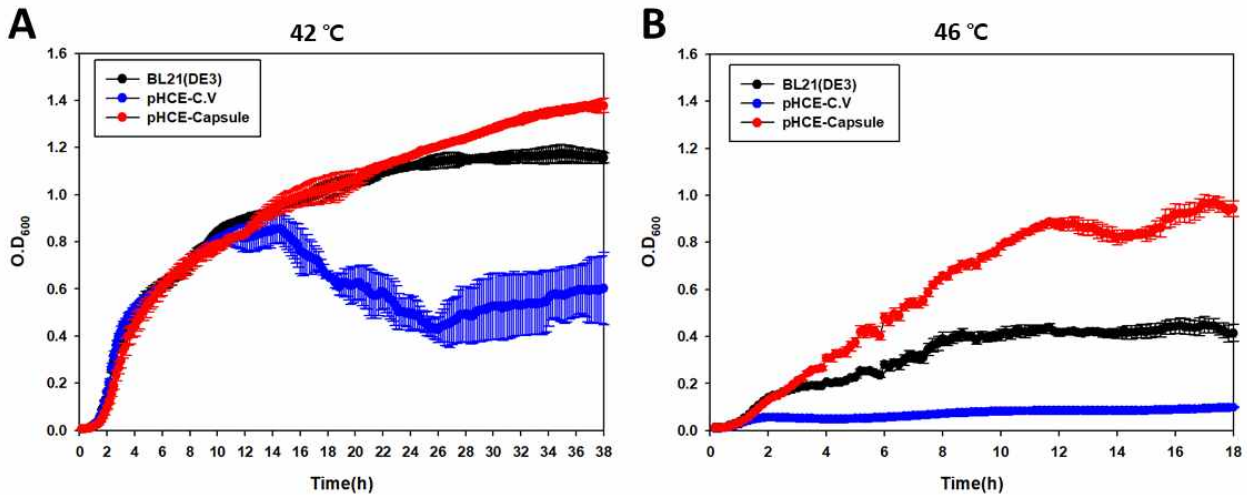 A
42 °C
1.6
1.4
1.2
1.0
0.8
0.6
0.4
0.2
0.0
O.D600
BL21(DE3)
pHCE-C.V
pHCE-Capsule
0 2 4 6 8 10 12 14 16 18 20 22 24 26 28 30 32 34 36 38
Time(h)
B
46 °C
1.6
1.4
1.2
1.0
0.8
0.6
0.4
0.2
0.0
O.D600
BL21(DE3)
pHCE-C.V
pHCE-Capsule
0 2 4 6 8 10 12 14 16 18
Time(h)